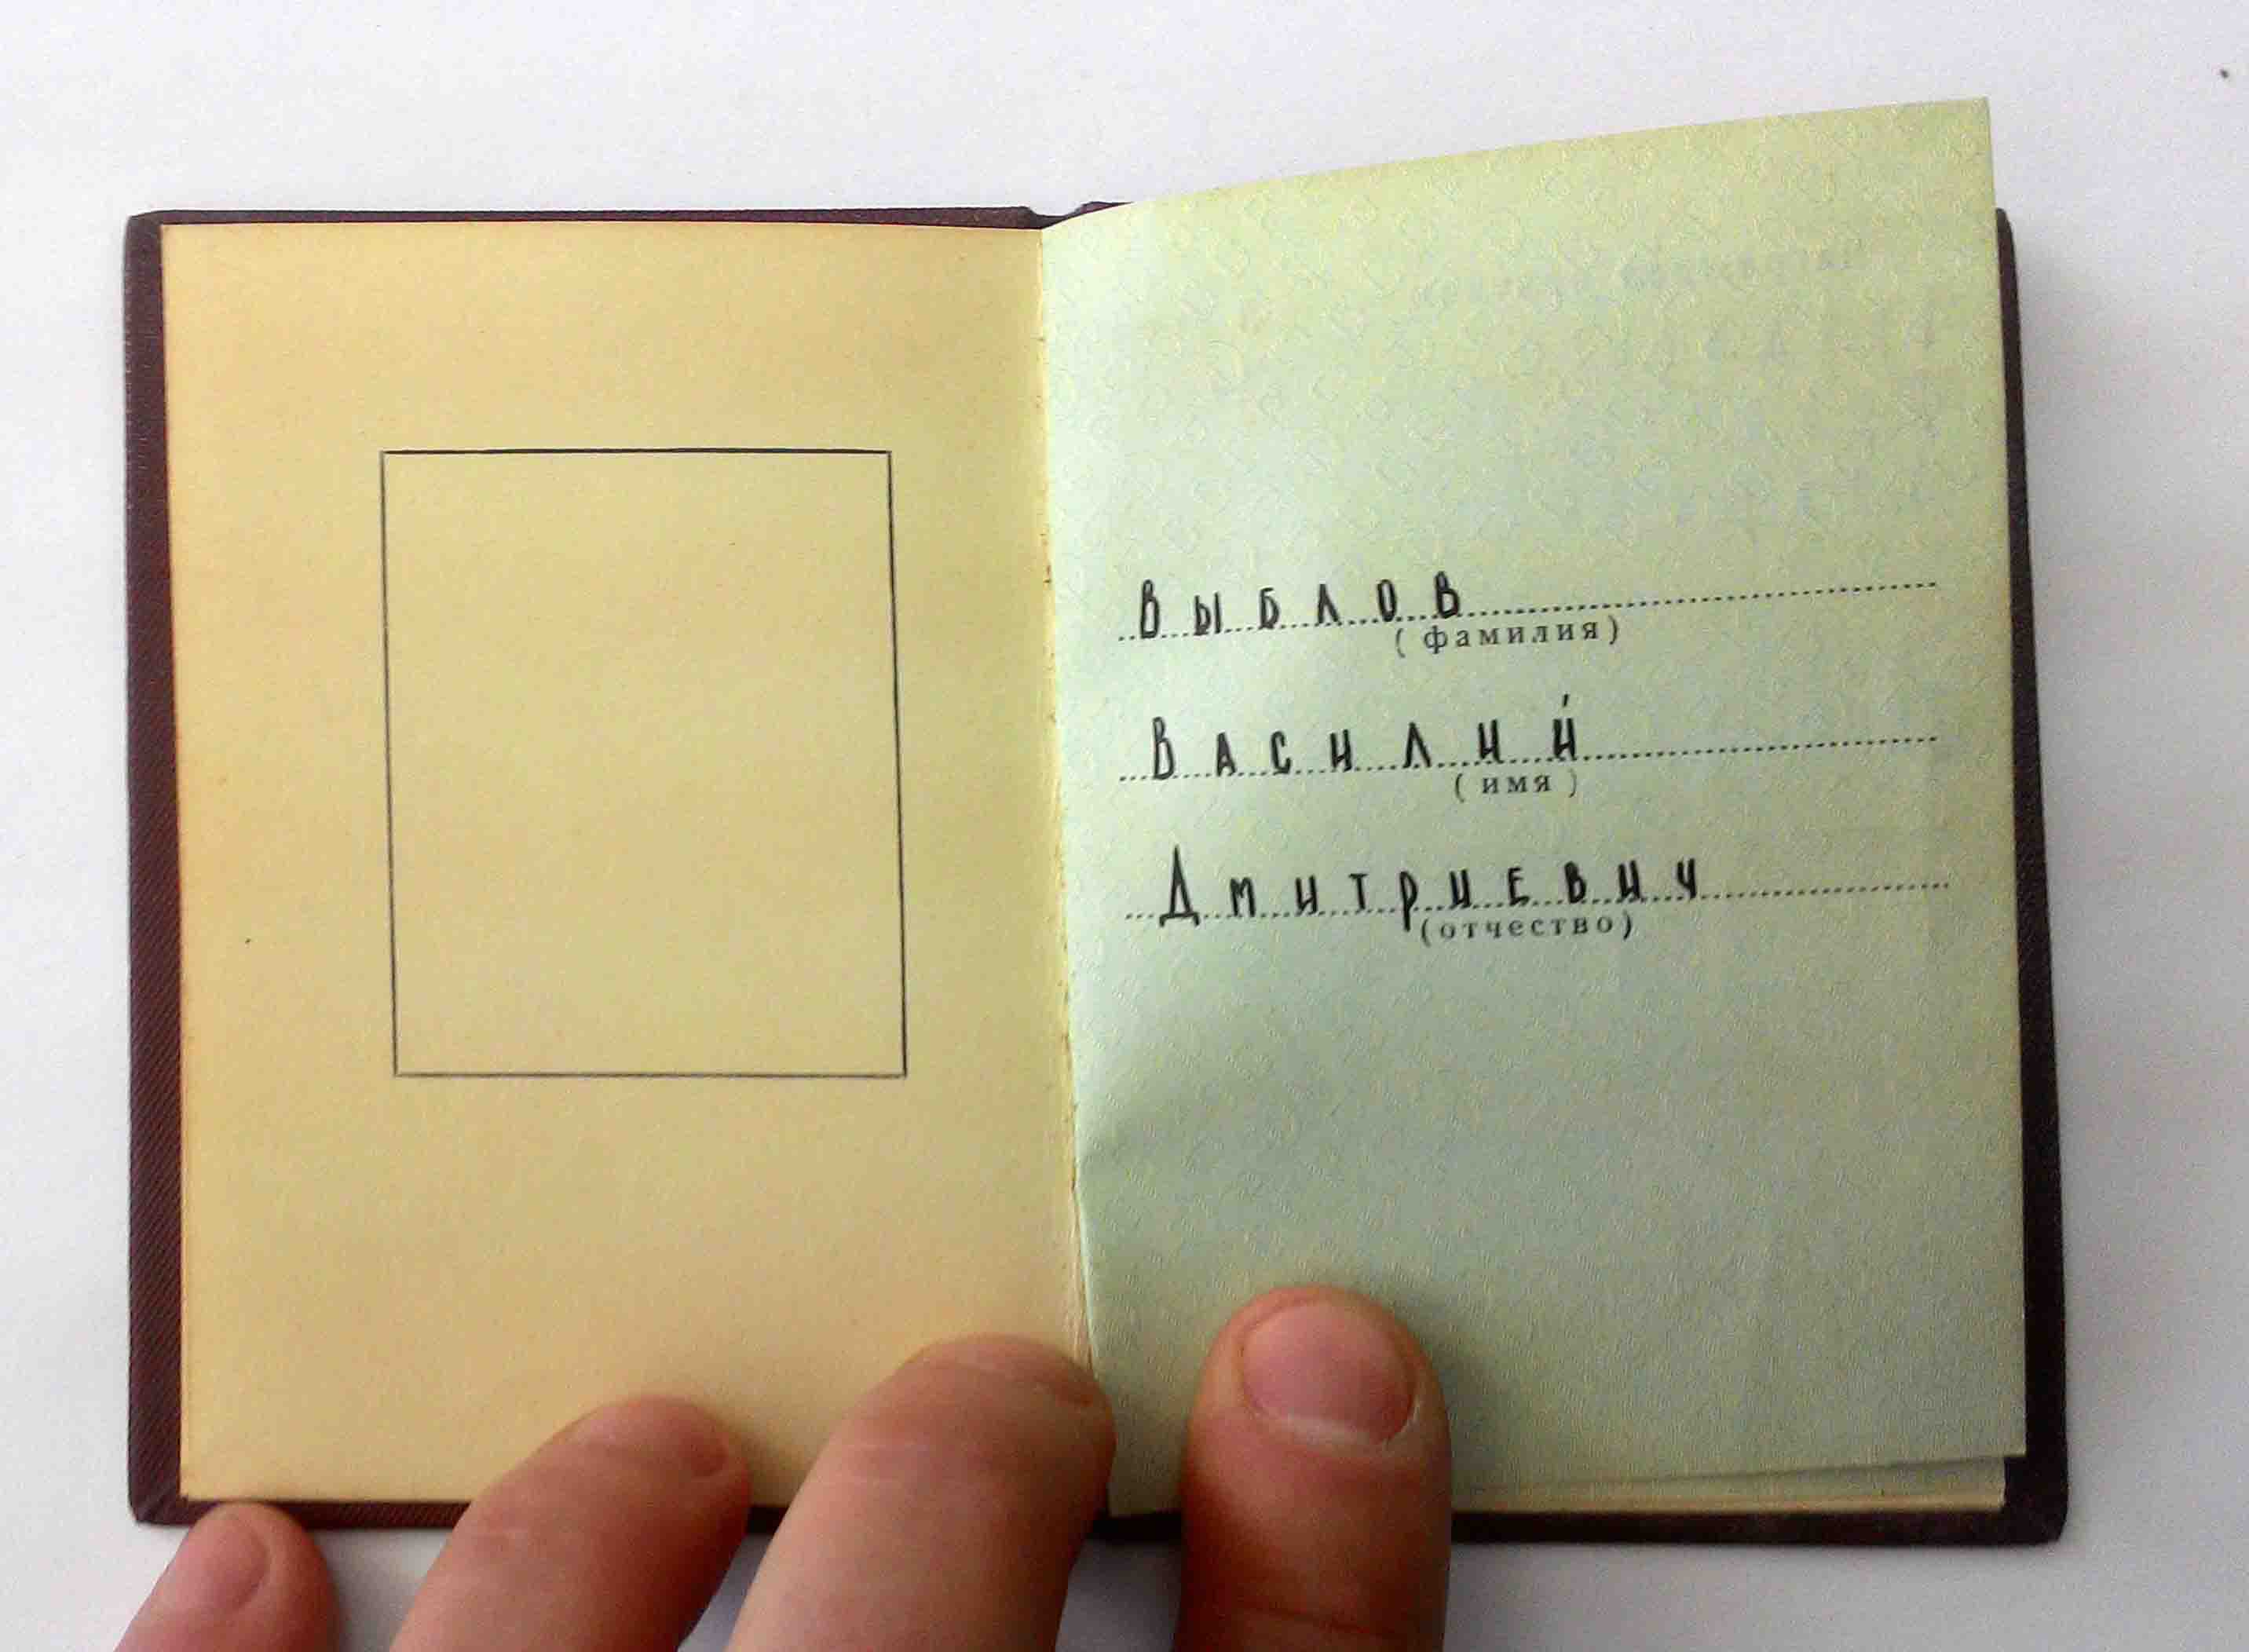 Выблов
(фамилия)
Василий
(имя)
Дмитриевич
(отчество)